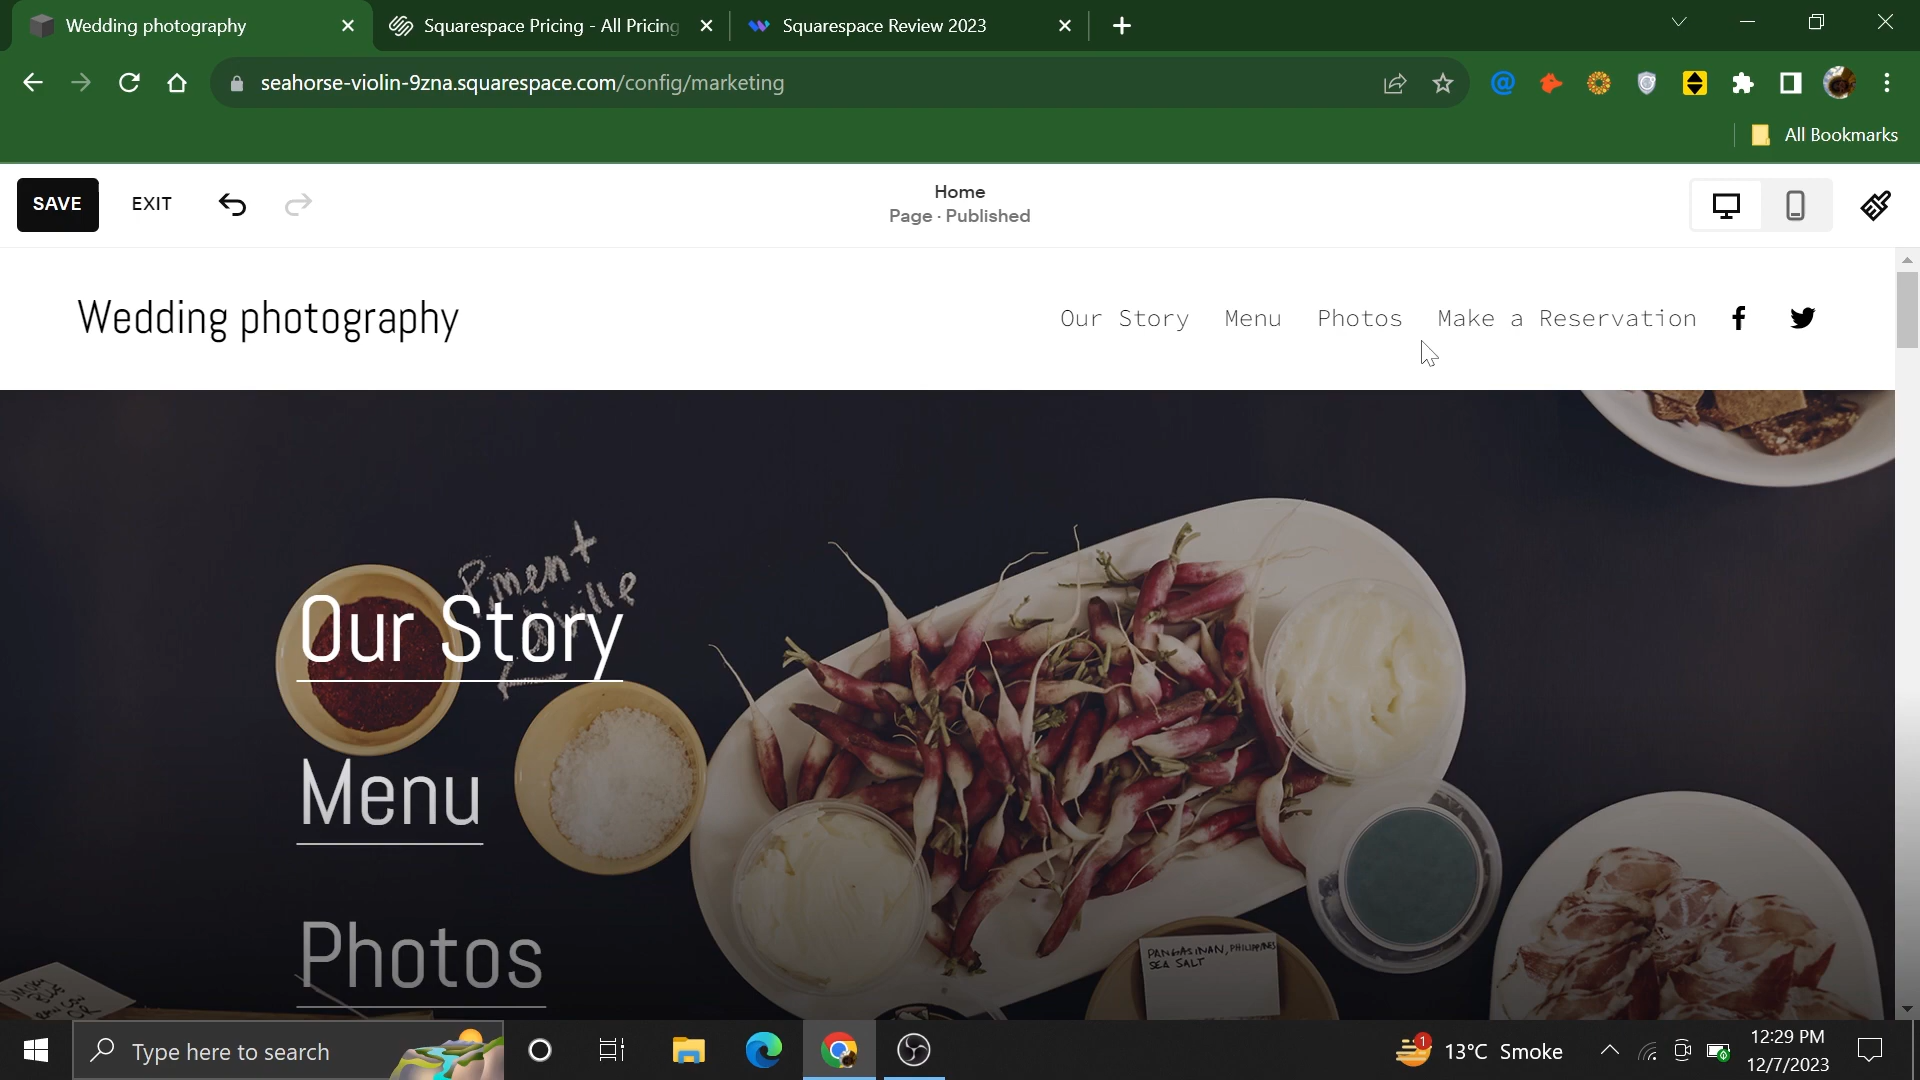 Wedding photography
Squarespace Pricing - All Pricing
Squarespace Review 2023
seahorse-violin-9zna.squarespace.com/config/marketing
All Bookmarks
SAVE
EXIT
Home
Page · Published
Wedding photography
Our Story
Menu
Photos
Make a Reservation
Piment
Our Story
Menu
Photos
PANGASINAN, PHILIPPINES
SEA SALT
Type here to search
1
13°C Smoke
12:29 PM
12/7/2023